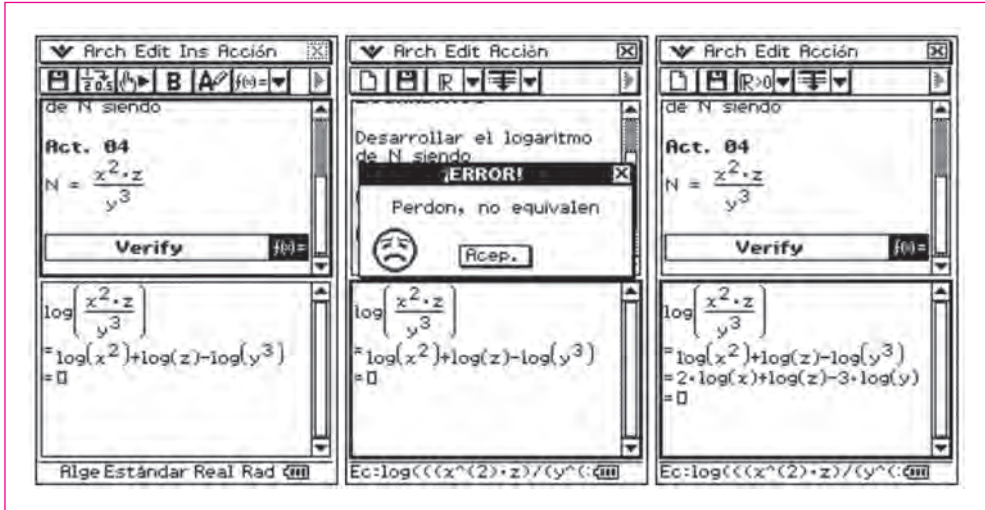 Arch Edit Ins Acción
B
de N siendo
Act. 04
N = x²·z / y³
Verify
log(x²·z / y³)
=log(x²)+log(z)-log(y³)
=▯
Alge Estándar Real Rad
Arch Edit Acción
ℝ
Desarrollar el logaritmo
de N siendo
¡ERROR!
Perdon, no equivalen
Acep.
log(x²·z / y³)
=log(x²)+log(z)-log(y³)
=▯
Ec:log(((x^(2)·z)/(y^(:
Arch Edit Acción
ℝ>0
de N siendo
Act. 04
N = x²·z / y³
Verify
log(x²·z / y³)
=log(x²)+log(z)-log(y³)
=2·log(x)+log(z)-3·log(y)
=▯
Ec:log(((x^(2)·z)/(y^(: